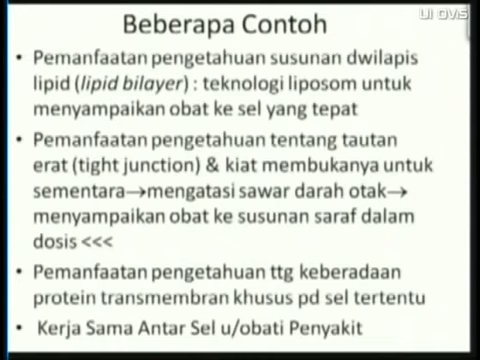 UI OVS
Beberapa Contoh
• Pemanfaatan pengetahuan susunan dwilapis
lipid (lipid bilayer) : teknologi liposom untuk
menyampaikan obat ke sel yang tepat
• Pemanfaatan pengetahuan tentang tautan
erat (tight junction) & kiat membukanya untuk
sementara→mengatasi sawar darah otak→
menyampaikan obat ke susunan saraf dalam
dosis <<<
• Pemanfaatan pengetahuan ttg keberadaan
protein transmembran khusus pd sel tertentu
• Kerja Sama Antar Sel u/obati Penyakit